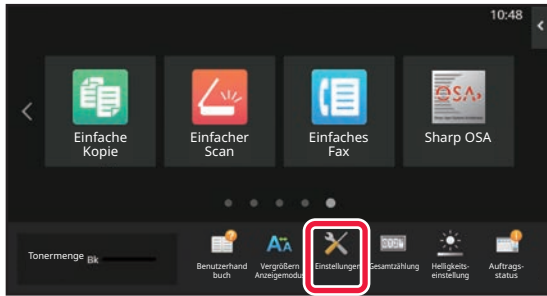 10:48
Einfache
Kopie
Einfacher
Scan
Einfaches
Fax
OSA
Sharp OSA
Tonermenge Bk
Benutzerhand
buch
Vergrößern
Anzeigemodus
Einstellungen
Gesamtzählung
Helligkeits-
einstellung
Auftrags-
status